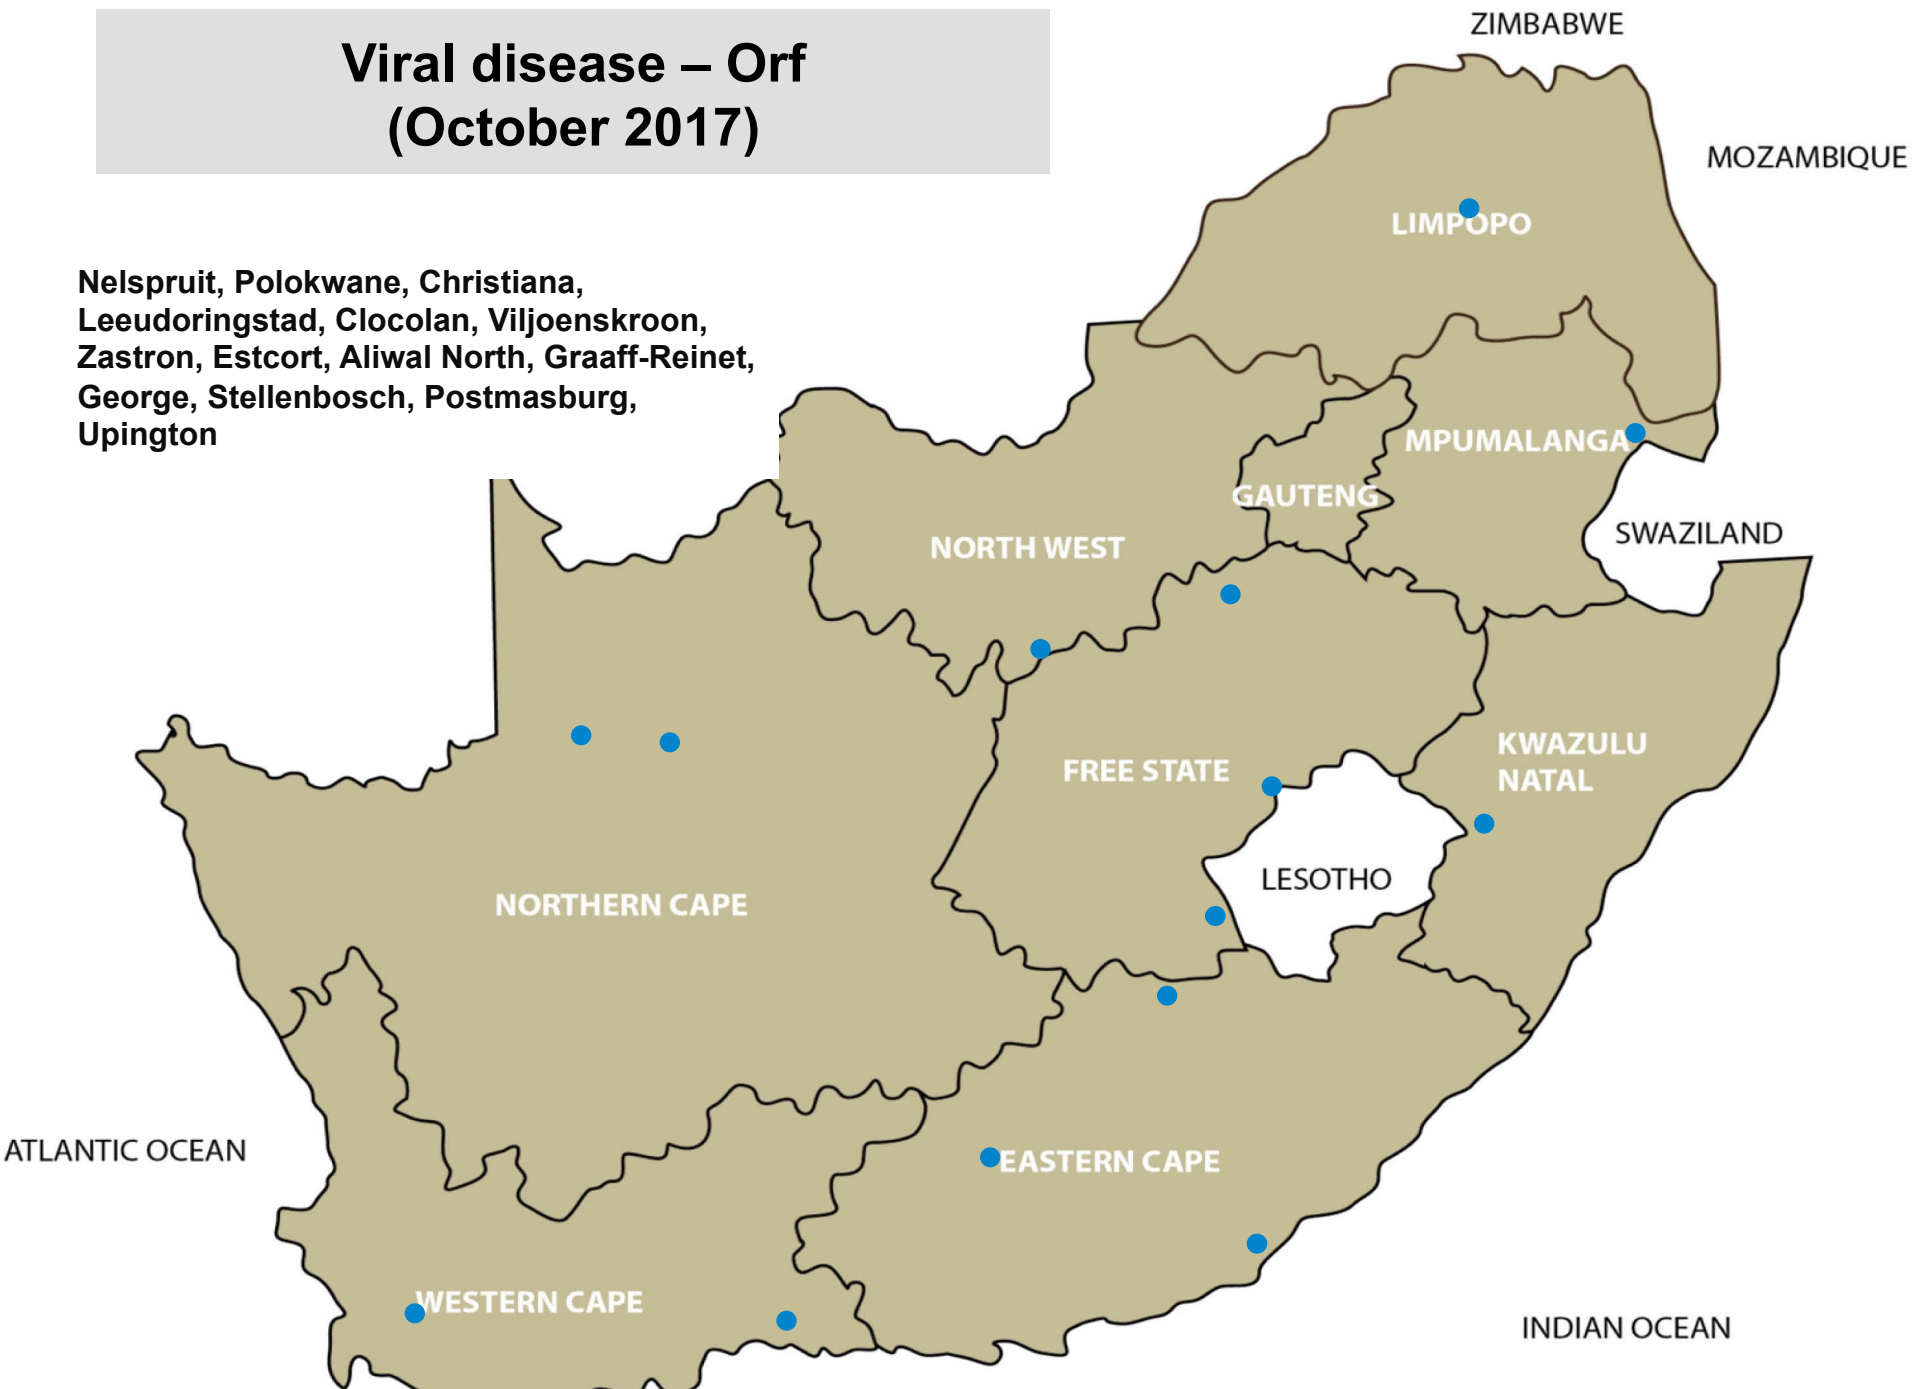 Viral disease – Orf
(October 2017)
Nelspruit, Polokwane, Christiana,
Leeudoringstad, Clocolan, Viljoenskroon,
Zastron, Estcort, Aliwal North, Graaff-Reinet,
George, Stellenbosch, Postmasburg,
Upington
ZIMBABWE
MOZAMBIQUE
LIMPOPO
MPUMALANGA
GAUTENG
SWAZILAND
NORTH WEST
KWAZULU
NATAL
FREE STATE
LESOTHO
NORTHERN CAPE
ATLANTIC OCEAN
EASTERN CAPE
WESTERN CAPE
INDIAN OCEAN